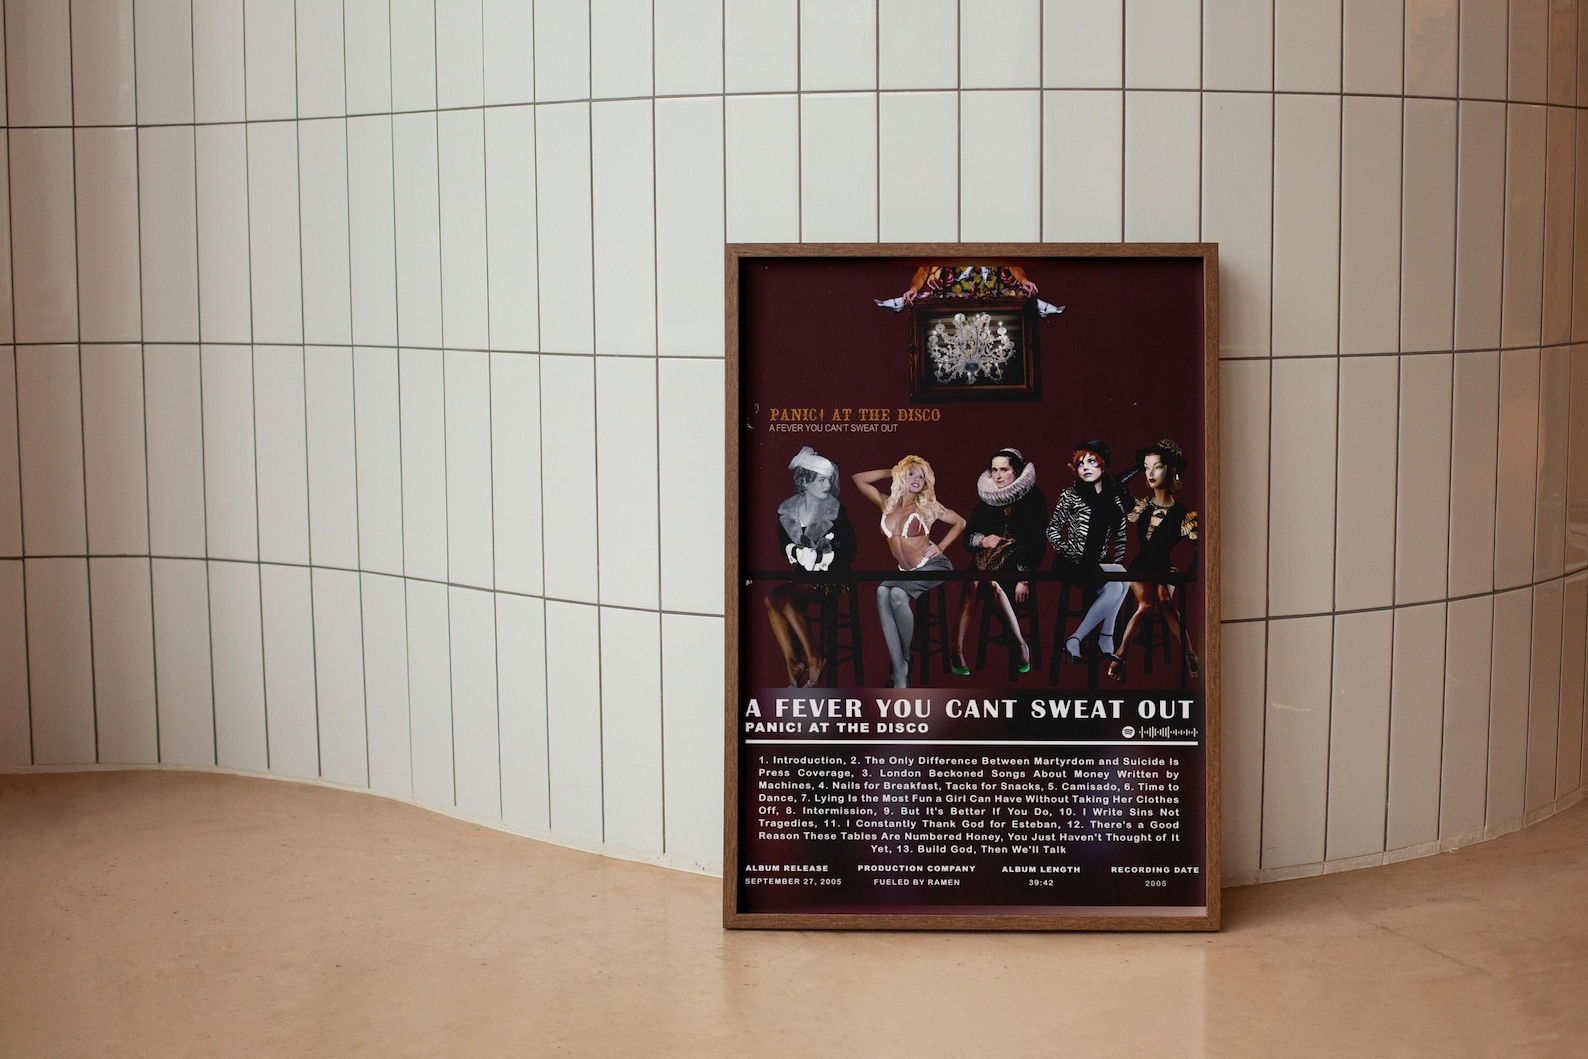 PANIC! AT THE DISCO
A FEVER YOU CAN'T SWEAT OUT
A FEVER YOU CANT SWEAT OUT
PANIC! AT THE DISCO
1. Introduction, 2. The Only Difference Between Martyrdom and Suicide Is
Press Coverage, 3. London Beckoned Songs About Money Written by
Machines, 4. Nails for Breakfast, Tacks for Snacks, 5. Camisado, 6. Time to
Dance, 7. Lying Is the Most Fun a Girl Can Have Without Taking Her Clothes
Off, 8. Intermission, 9. But It's Better If You Do, 10. I Write Sins Not
Tragedies, 11. I Constantly Thank God for Esteban, 12. There's a Good
Reason These Tables Are Numbered Honey, You Just Haven't Thought of It
Yet, 13. Build God, Then We'll Talk
ALBUM RELEASE PRODUCTION COMPANY ALBUM LENGTH RECORDING DATE
SEPTEMBER 27, 2005 FUELED BY RAMEN 39:42 2005